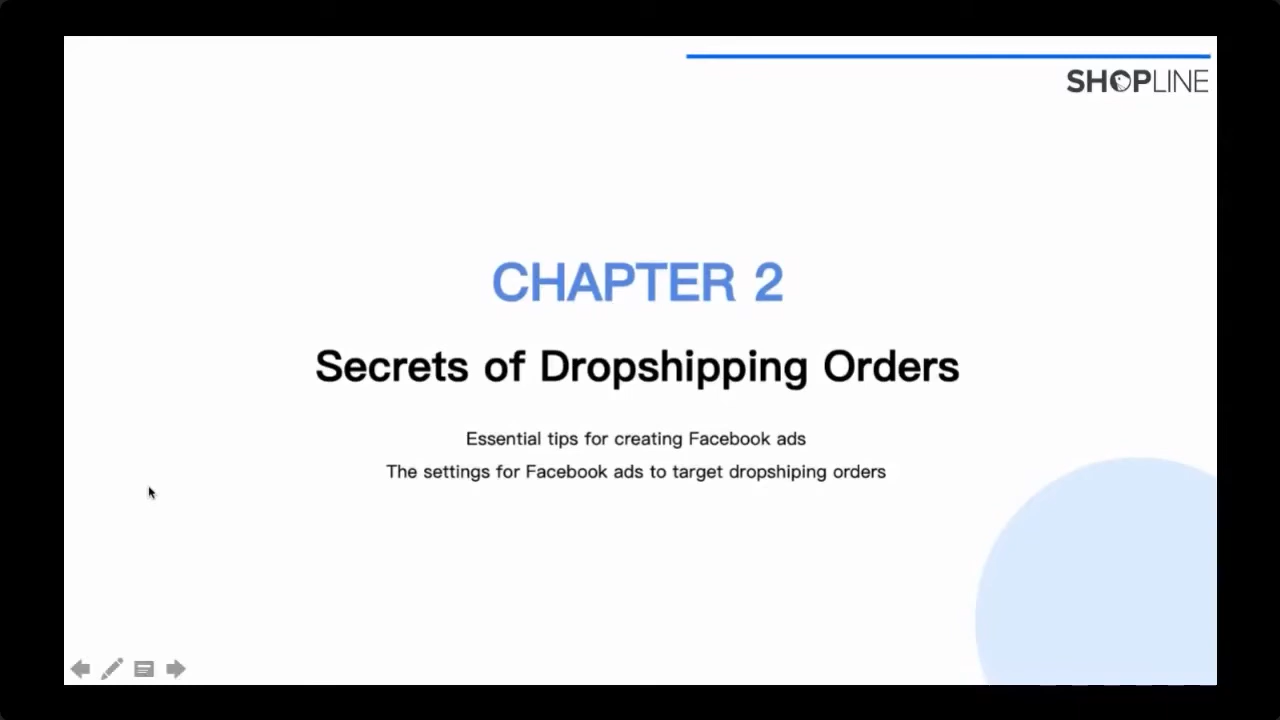 SHOPLINE
CHAPTER 2
Secrets of Dropshipping Orders
Essential tips for creating Facebook ads
The settings for Facebook ads to target dropshiping orders